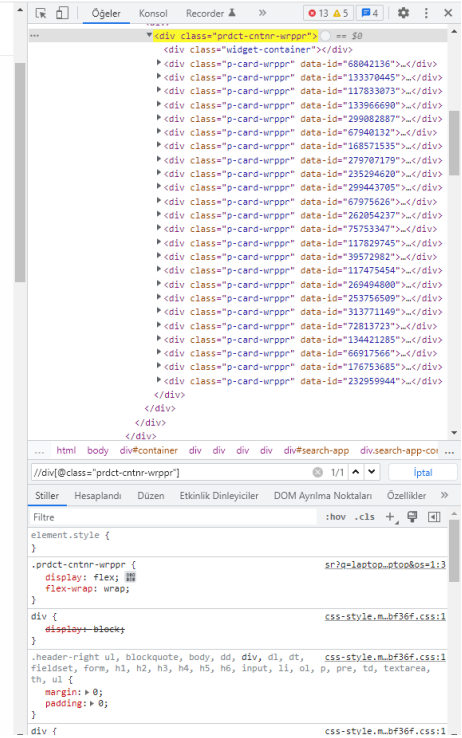 Öğeler Konsol Recorder » 13 5 4
<div class="prdct-cntnr-wrppr"> == $0
<div class="widget-container"></div>
<div class="p-card-wrppr" data-id="68042136">…</div>
<div class="p-card-wrppr" data-id="133370445">…</div>
<div class="p-card-wrppr" data-id="117833073">…</div>
<div class="p-card-wrppr" data-id="133966690">…</div>
<div class="p-card-wrppr" data-id="299082887">…</div>
<div class="p-card-wrppr" data-id="67940132">…</div>
<div class="p-card-wrppr" data-id="168571535">…</div>
<div class="p-card-wrppr" data-id="279707179">…</div>
<div class="p-card-wrppr" data-id="235294620">…</div>
<div class="p-card-wrppr" data-id="299443705">…</div>
<div class="p-card-wrppr" data-id="67975626">…</div>
<div class="p-card-wrppr" data-id="262054237">…</div>
<div class="p-card-wrppr" data-id="75753347">…</div>
<div class="p-card-wrppr" data-id="117829745">…</div>
<div class="p-card-wrppr" data-id="39572982">…</div>
<div class="p-card-wrppr" data-id="117475454">…</div>
<div class="p-card-wrppr" data-id="269494800">…</div>
<div class="p-card-wrppr" data-id="253756509">…</div>
<div class="p-card-wrppr" data-id="313771149">…</div>
<div class="p-card-wrppr" data-id="72813723">…</div>
<div class="p-card-wrppr" data-id="134421285">…</div>
<div class="p-card-wrppr" data-id="66917566">…</div>
<div class="p-card-wrppr" data-id="176753685">…</div>
<div class="p-card-wrppr" data-id="232959944">…</div>
</div>
</div>
</div>
</div>
… html body div#container div div div div div#search-app div.search-app-con …
//div[@class="prdct-cntnr-wrppr"] 1/1 İptal
Stiller Hesaplandı Düzen Etkinlik Dinleyiciler DOM Ayrılma Noktaları Özellikler »
Filtre :hov .cls +
element.style {
}
.prdct-cntnr-wrppr { sr?q=laptop…ptop&os=1:3
display: flex;
flex-wrap: wrap;
}
div { css-style.m…bf36f.css:1
display: block;
}
.header-right ul, blockquote, body, dd, div, dl, dt, css-style.m…bf36f.css:1
fieldset, form, h1, h2, h3, h4, h5, h6, input, li, ol, p, pre, td, textarea,
th, ul {
margin: 0;
padding: 0;
}
div { css-style.m…bf36f.css:1